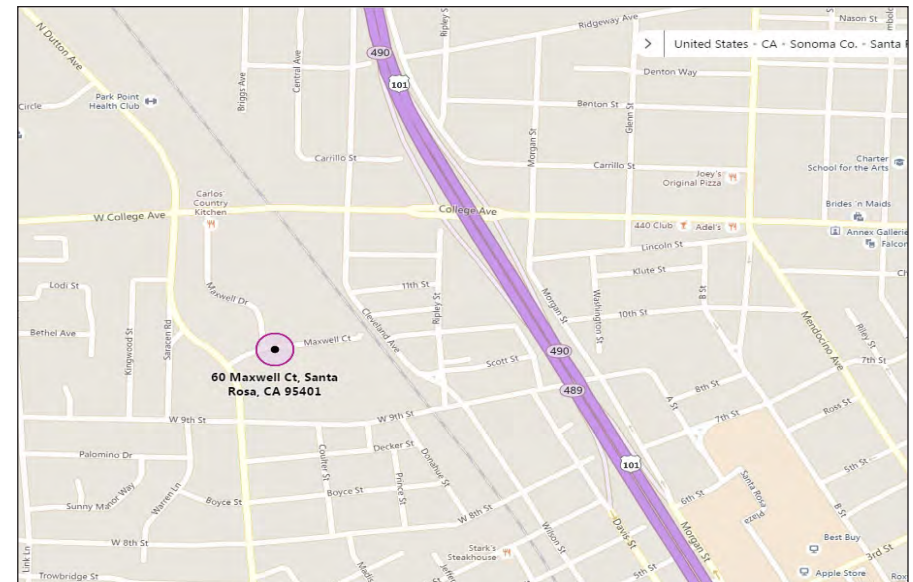 N Dutton Ave
490
Ripley St
Ridgeway Ave
Nason St
United States - CA - Sonoma Co. - Santa
101
Central Ave
Briggs Ave
Denton Way
Park Point
Health Club
Circle
Benton St
Glenn St
Morgan St
Carrillo St
Carrillo St
Charter
School for the Arts
Joey's
Original Pizza
Carlos
Country
Kitchen
W College Ave
College Ave
Brides 'n Maids
440 Club
Adel's
Annex Gallerie
Falcor
Lincoln St
Klute St
Lodi St
Maxwell Dr
11th St
Ripley St
Morgan St
Washington St
B St
Ch
10th St
Mendocino Ave
Riley St
Bethel Ave
Kingwood St
Saracen Rd
Maxwell Ct
Cleveland Ave
490
Scott St
7th St
60 Maxwell Ct, Santa
Rosa, CA 95401
489
8th St
A St
7th St
Ross St
W 9th St
W 9th St
Palomino Dr
Coulter St
Decker St
Donahue St
101
5th St
Santa Rosa
Plaza
Sunny Manor Way
Warren Ln
Boyce St
Boyce St
Prince St
6th St
B St
W 8th St
W 8th St
Wilson St
Davis St
Morgan St
Best Buy
Stark's
Steakhouse
3rd St
Link Ln
Trowbridge St
5th St
Apple Store